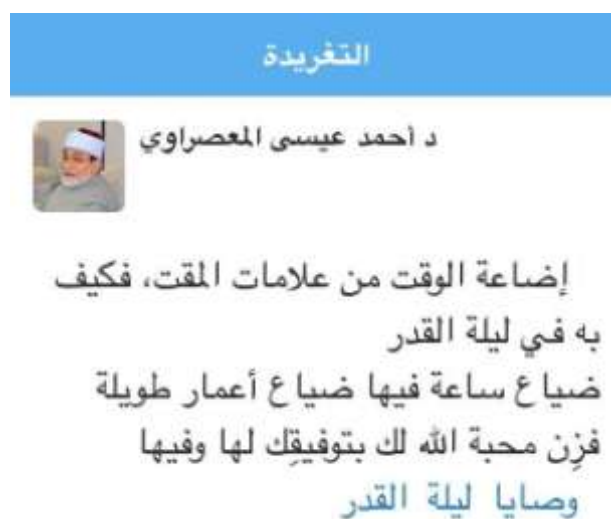 التغريدة
د أحمد عيسى المعصراوي
إضاعة الوقت من علامات المقت، فكيف
به في ليلة القدر
ضياع ساعة فيها ضياع أعمار طويلة
فزِن محبة الله لك بتوفيقِك لها وفيها
وصايا ليلة القدر